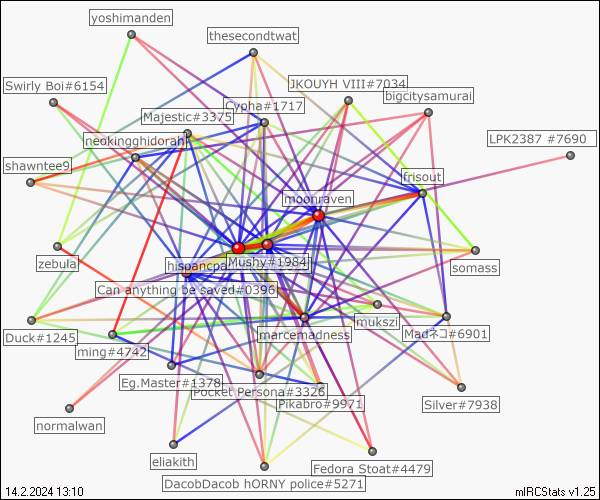 yoshimanden
thesecondtwat
Swirly Boi#6154
JKOUYH VIII#7034
bigcitysamurai
Cypha#1717
Majestic#3375
neokingghidorah
LPK2387 #7690
shawntee9
frisout
moonraven
zebula
hispancpa
Mushy#1984
somass
Can anything be saved#0396
mukszi
Duck#1245
marcemadness
Madネコ#6901
ming#4742
Eg.Master#1378
Pocket Persona#3326
Pikabro#9971
Silver#7938
normalwan
eliakith
Fedora Stoat#4479
DacobDacob hORNY police#5271
14.2.2024 13:10
mIRCStats v1.25